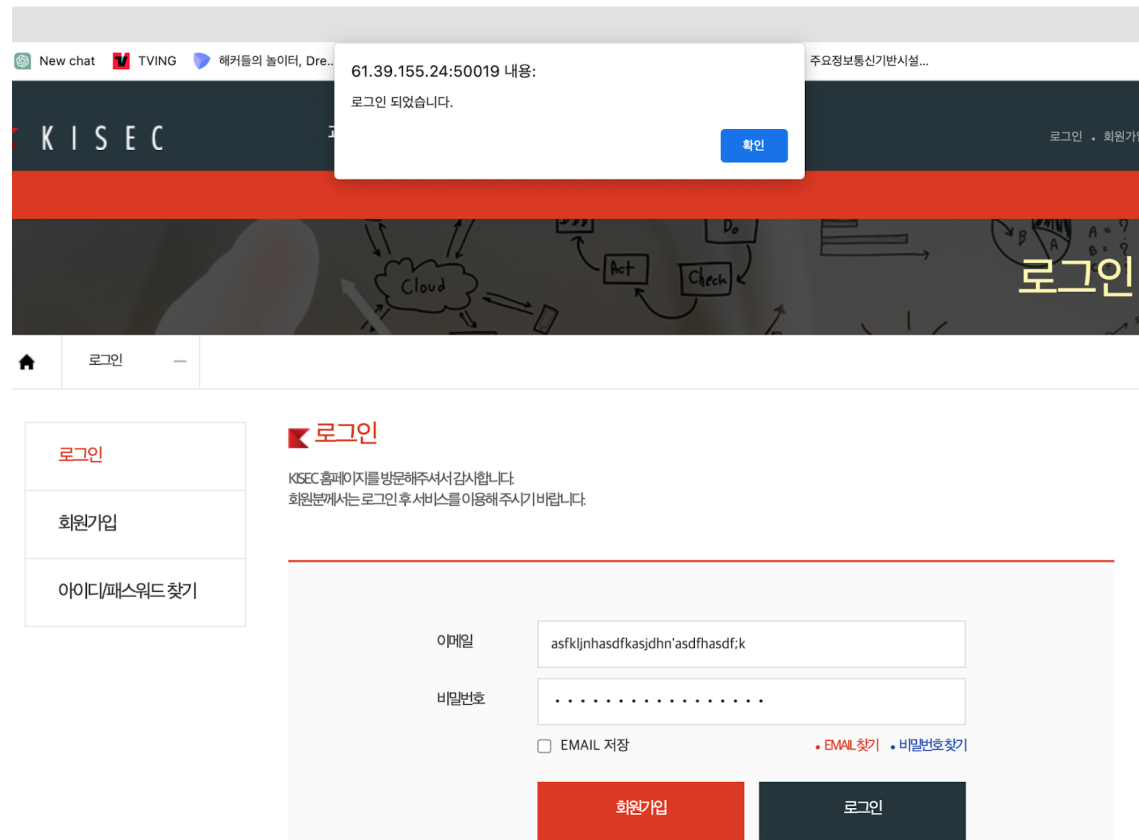 New chat
TVING
해커들의 놀이터, Dre...
주요정보통신기반시설...
61.39.155.24:50019 내용:
로그인 되었습니다.
확인
KISEC
로그인
회원가입
Cloud
Act
Do
Check
B
A
A = ?
B = ?
로그인
로그인
로그인
회원가입
아이디/패스워드 찾기
로그인
KISEC 홈페이지를 방문해주셔서 감사합니다.
회원분께서는 로그인 후 서비스를 이용해 주시기 바랍니다.
이메일
asfkljnhasdfkasjdhn'asdfhasdf;k
비밀번호
EMAIL 저장
EMAIL 찾기
비밀번호 찾기
회원가입
로그인